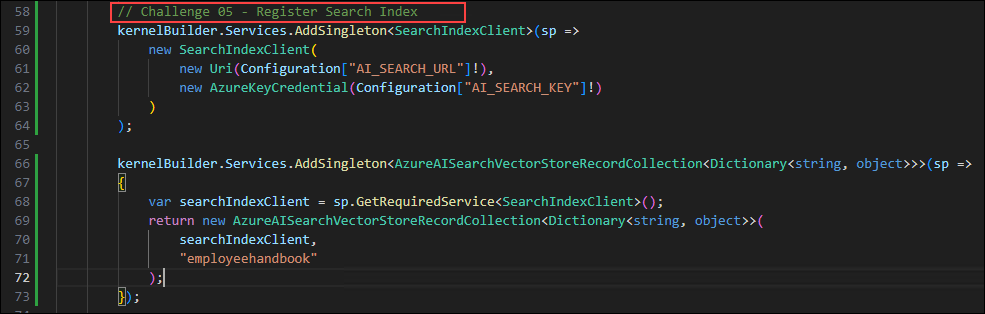 58 // Challenge 05 - Register Search Index
59 kernelBuilder.Services.AddSingleton<SearchIndexClient>(sp =>
60     new SearchIndexClient(
61         new Uri(Configuration["AI_SEARCH_URL"]!),
62         new AzureKeyCredential(Configuration["AI_SEARCH_KEY"]!)
63     )
64 );
65
66 kernelBuilder.Services.AddSingleton<AzureAISearchVectorStoreRecordCollection<Dictionary<string, object>>>(sp =>
67 {
68     var searchIndexClient = sp.GetRequiredService<SearchIndexClient>();
69     return new AzureAISearchVectorStoreRecordCollection<Dictionary<string, object>>(
70         searchIndexClient,
71         "employeehandbook"
72     );
73 });